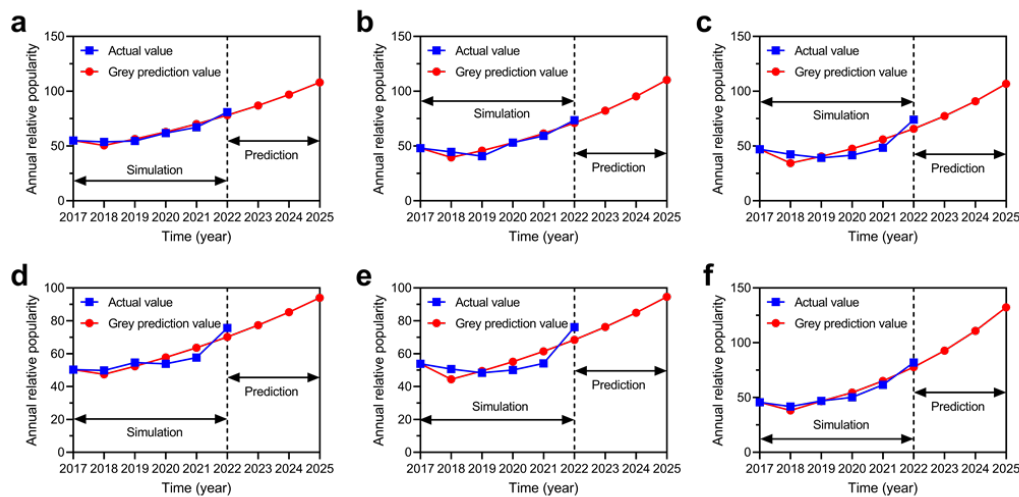 a
150
100
50
0
Annual relative popularity
Actual value
Grey prediction value
Simulation
Prediction
2017 2018 2019 2020 2021 2022 2023 2024 2025
Time (year)
b
150
100
50
0
Annual relative popularity
Actual value
Grey prediction value
Simulation
Prediction
2017 2018 2019 2020 2021 2022 2023 2024 2025
Time (year)
c
150
100
50
0
Annual relative popularity
Actual value
Grey prediction value
Simulation
Prediction
2017 2018 2019 2020 2021 2022 2023 2024 2025
Time (year)
d
100
80
60
40
20
0
Annual relative popularity
Actual value
Grey prediction value
Prediction
Simulation
2017 2018 2019 2020 2021 2022 2023 2024 2025
Time (year)
e
100
80
60
40
20
0
Annual relative popularity
Actual value
Grey prediction value
Prediction
Simulation
2017 2018 2019 2020 2021 2022 2023 2024 2025
Time (year)
f
150
100
50
0
Annual relative popularity
Actual value
Grey prediction value
Prediction
Simulation
2017 2018 2019 2020 2021 2022 2023 2024 2025
Time (year)